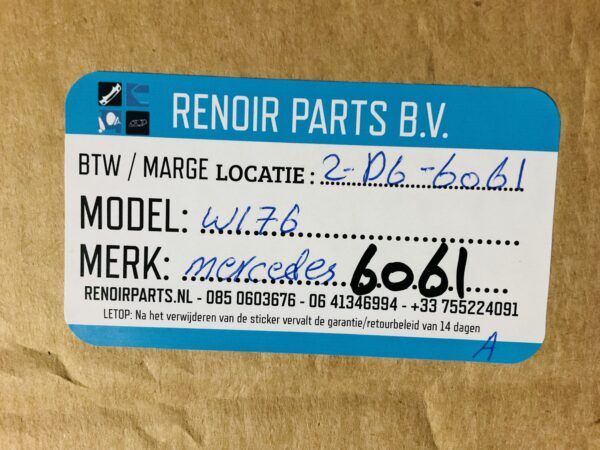 RENOIR PARTS B.V.
BTW / MARGE LOCATIE : 2-D6-6061
MODEL: W176
MERK: mercedes 6061
RENOIRPARTS.NL - 085 0603676 - 06 41346994 - +33 755224091
LETOP: Na het verwijderen van de sticker vervalt de garantie/retourbeleid van 14 dagen
A